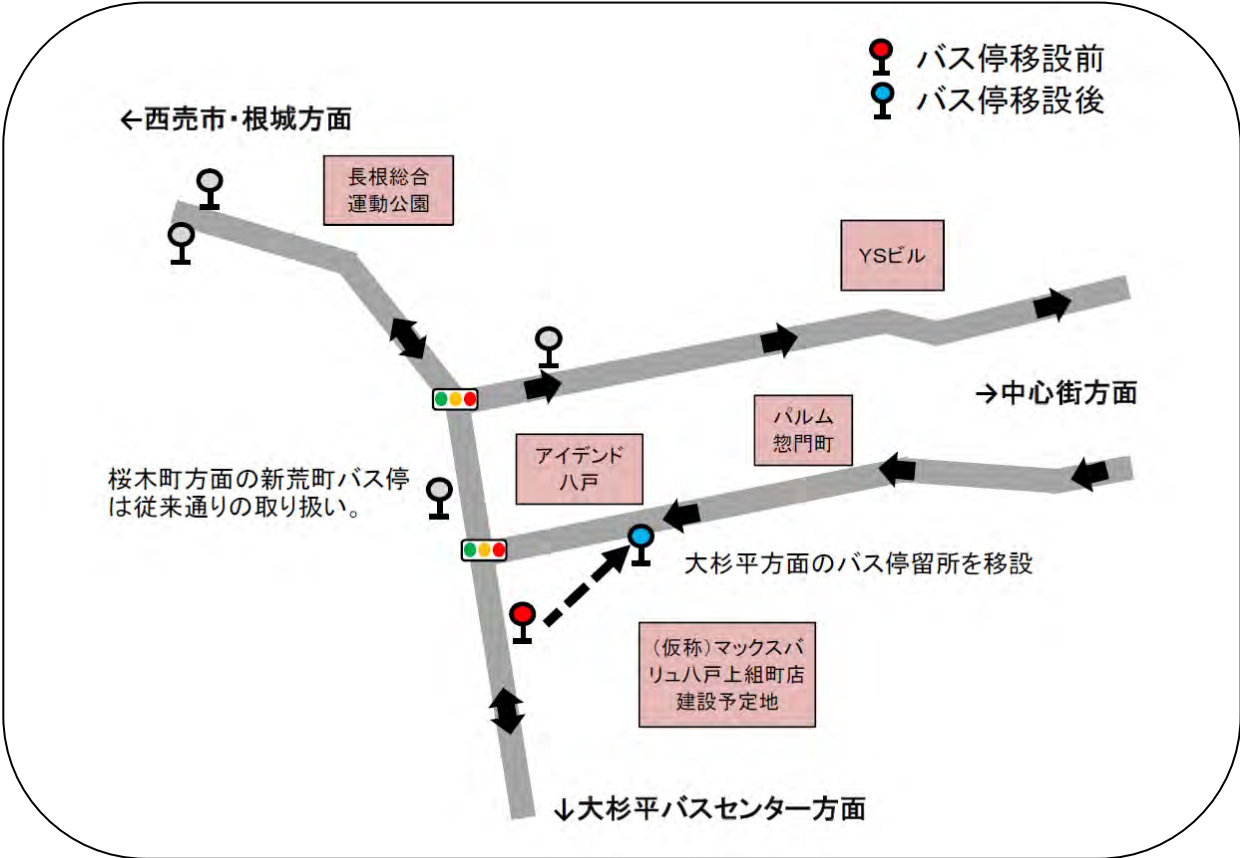 バス停移設前
バス停移設後
←西売市・根城方面
長根総合
運動公園
YSビル
→中心街方面
パルム
惣門町
アイデンド
八戸
桜木町方面の新荒町バス停
は従来通りの取り扱い。
大杉平方面のバス停留所を移設
（仮称）マックスバ
リュ八戸上組町店
建設予定地
↓大杉平バスセンター方面